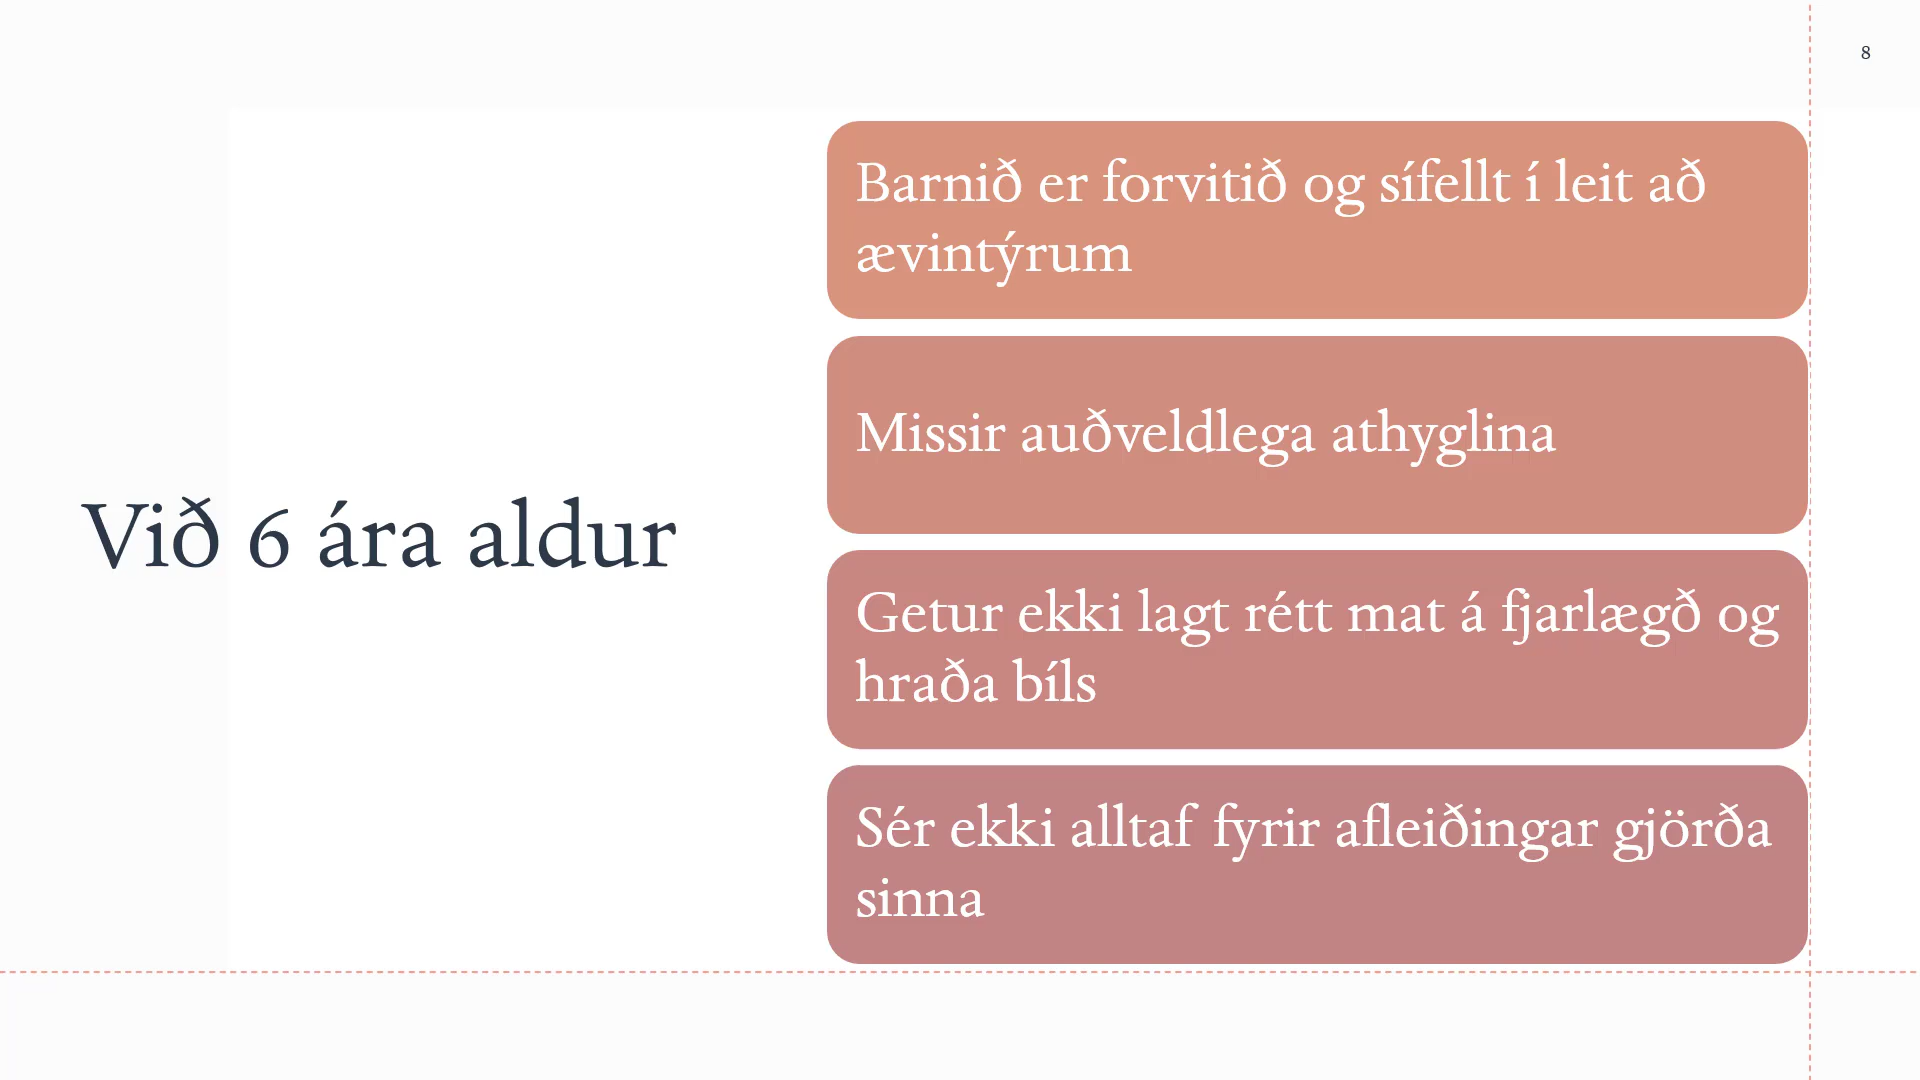 8
Við 6 ára aldur
Barnið er forvitið og sífellt í leit að
ævintýrum
Missir auðveldlega athyglina
Getur ekki lagt rétt mat á fjarlægð og
hraða bíls
Sér ekki alltaf fyrir afleiðingar gjörða
sinna